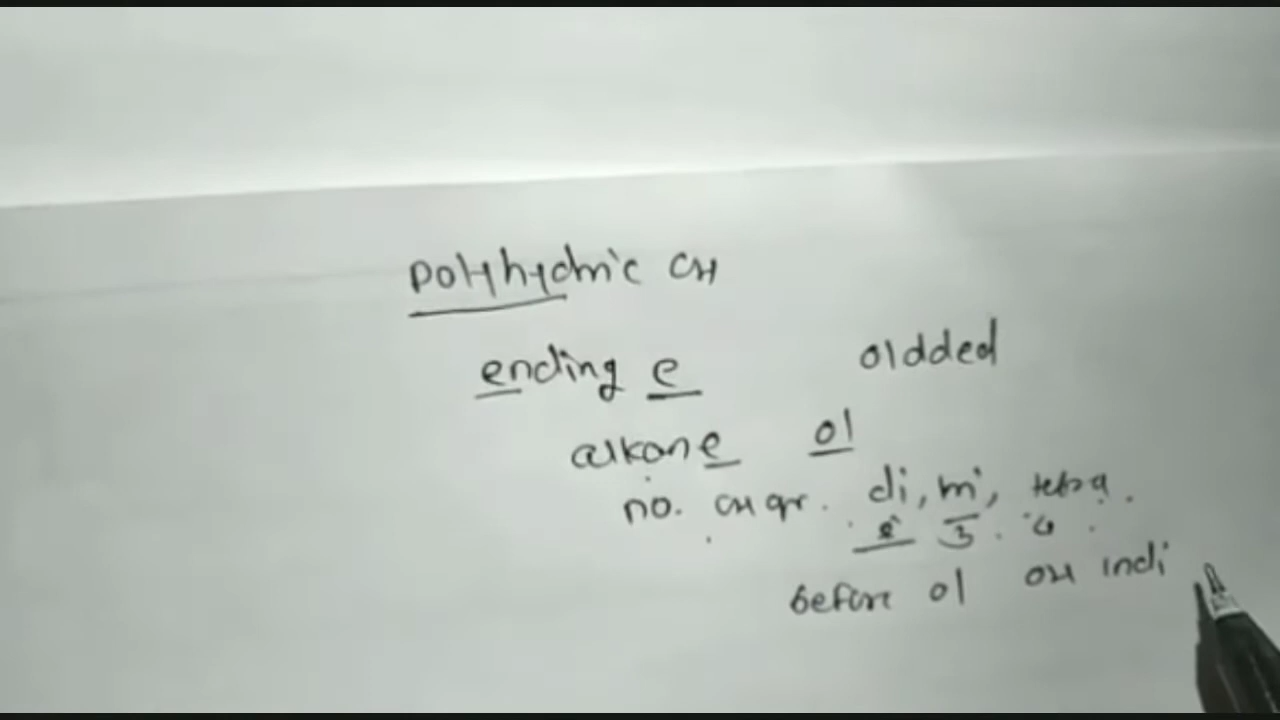 polyhydric OH
ending e oldded
alkane ol
no. OH gr. di, tri, tetra.
2 3. 4.
before ol OH indi